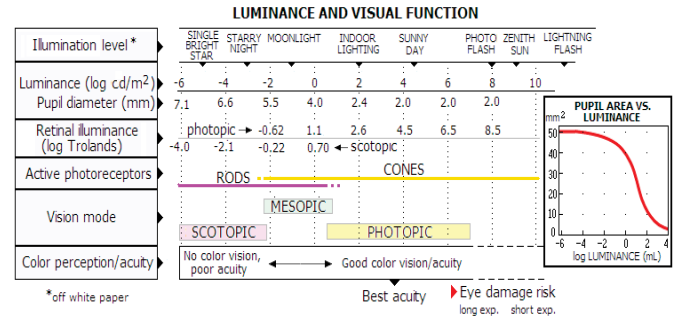 LUMINANCE AND VISUAL FUNCTION
Illumination level *
SINGLE BRIGHT STAR
STARRY NIGHT
MOONLIGHT
INDOOR LIGHTING
SUNNY DAY
PHOTO FLASH
ZENITH SUN
LIGHTNING FLASH
Luminance (log cd/m2) -6 -4 -2 0 2 4 6 8 10
Pupil diameter (mm) 7.1 6.6 5.5 4.0 2.4 2.0 2.0 2.0
Retinal illuminance
(log Trolands)
photopic → -0.62 1.1 2.6 4.5 6.5 8.5
-4.0 -2.1 -0.22 0.70 ← scotopic
Active photoreceptors
RODS
CONES
Vision mode
MESOPIC
SCOTOPIC
PHOTOPIC
Color perception/acuity
No color vision,
poor acuity
Good color vision/acuity
*off white paper
Best acuity
Eye damage risk
long exp. short exp.
PUPIL AREA VS.
LUMINANCE
mm2
50
40
30
20
10
0
-6 -4 -2 0 2 4
log LUMINANCE (mL)